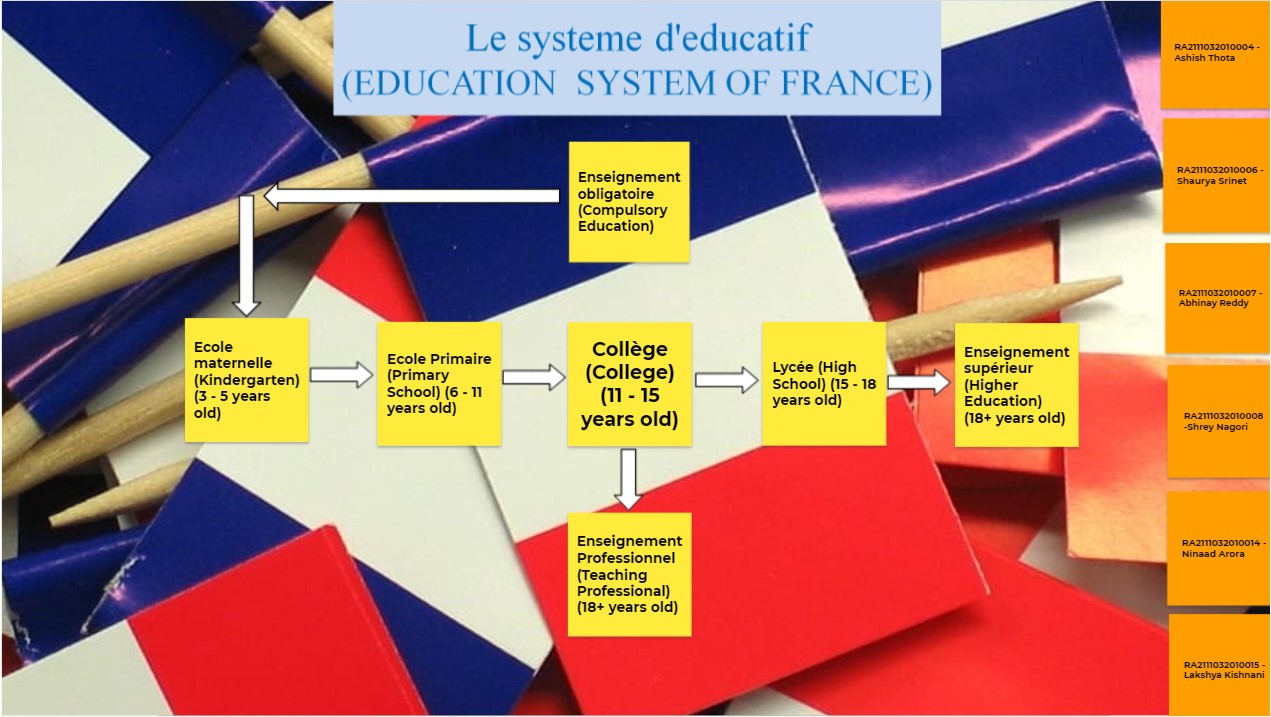 Le systeme d'educatif
(EDUCATION SYSTEM OF FRANCE)
Enseignement
obligatoire
(Compulsory
Education)
Ecole
maternelle
(Kindergarten)
(3 - 5 years
old)
Ecole Primaire
(Primary
School) (6 - 11
years old)
Collège
(College)
(11 - 15
years old)
Lycée (High
School) (15 - 18
years old)
Enseignement
supérieur
(Higher
Education)
(18+ years old)
Enseignement
Professionnel
(Teaching
Professional)
(18+ years old)
RA2111032010004 -
Ashish Thota
RA2111032010006 -
Shaurya Srinet
RA2111032010007 -
Abhinay Reddy
RA2111032010008
-Shrey Nagori
RA2111032010014 -
Ninaad Arora
RA2111032010015 -
Lakshya Kishnani